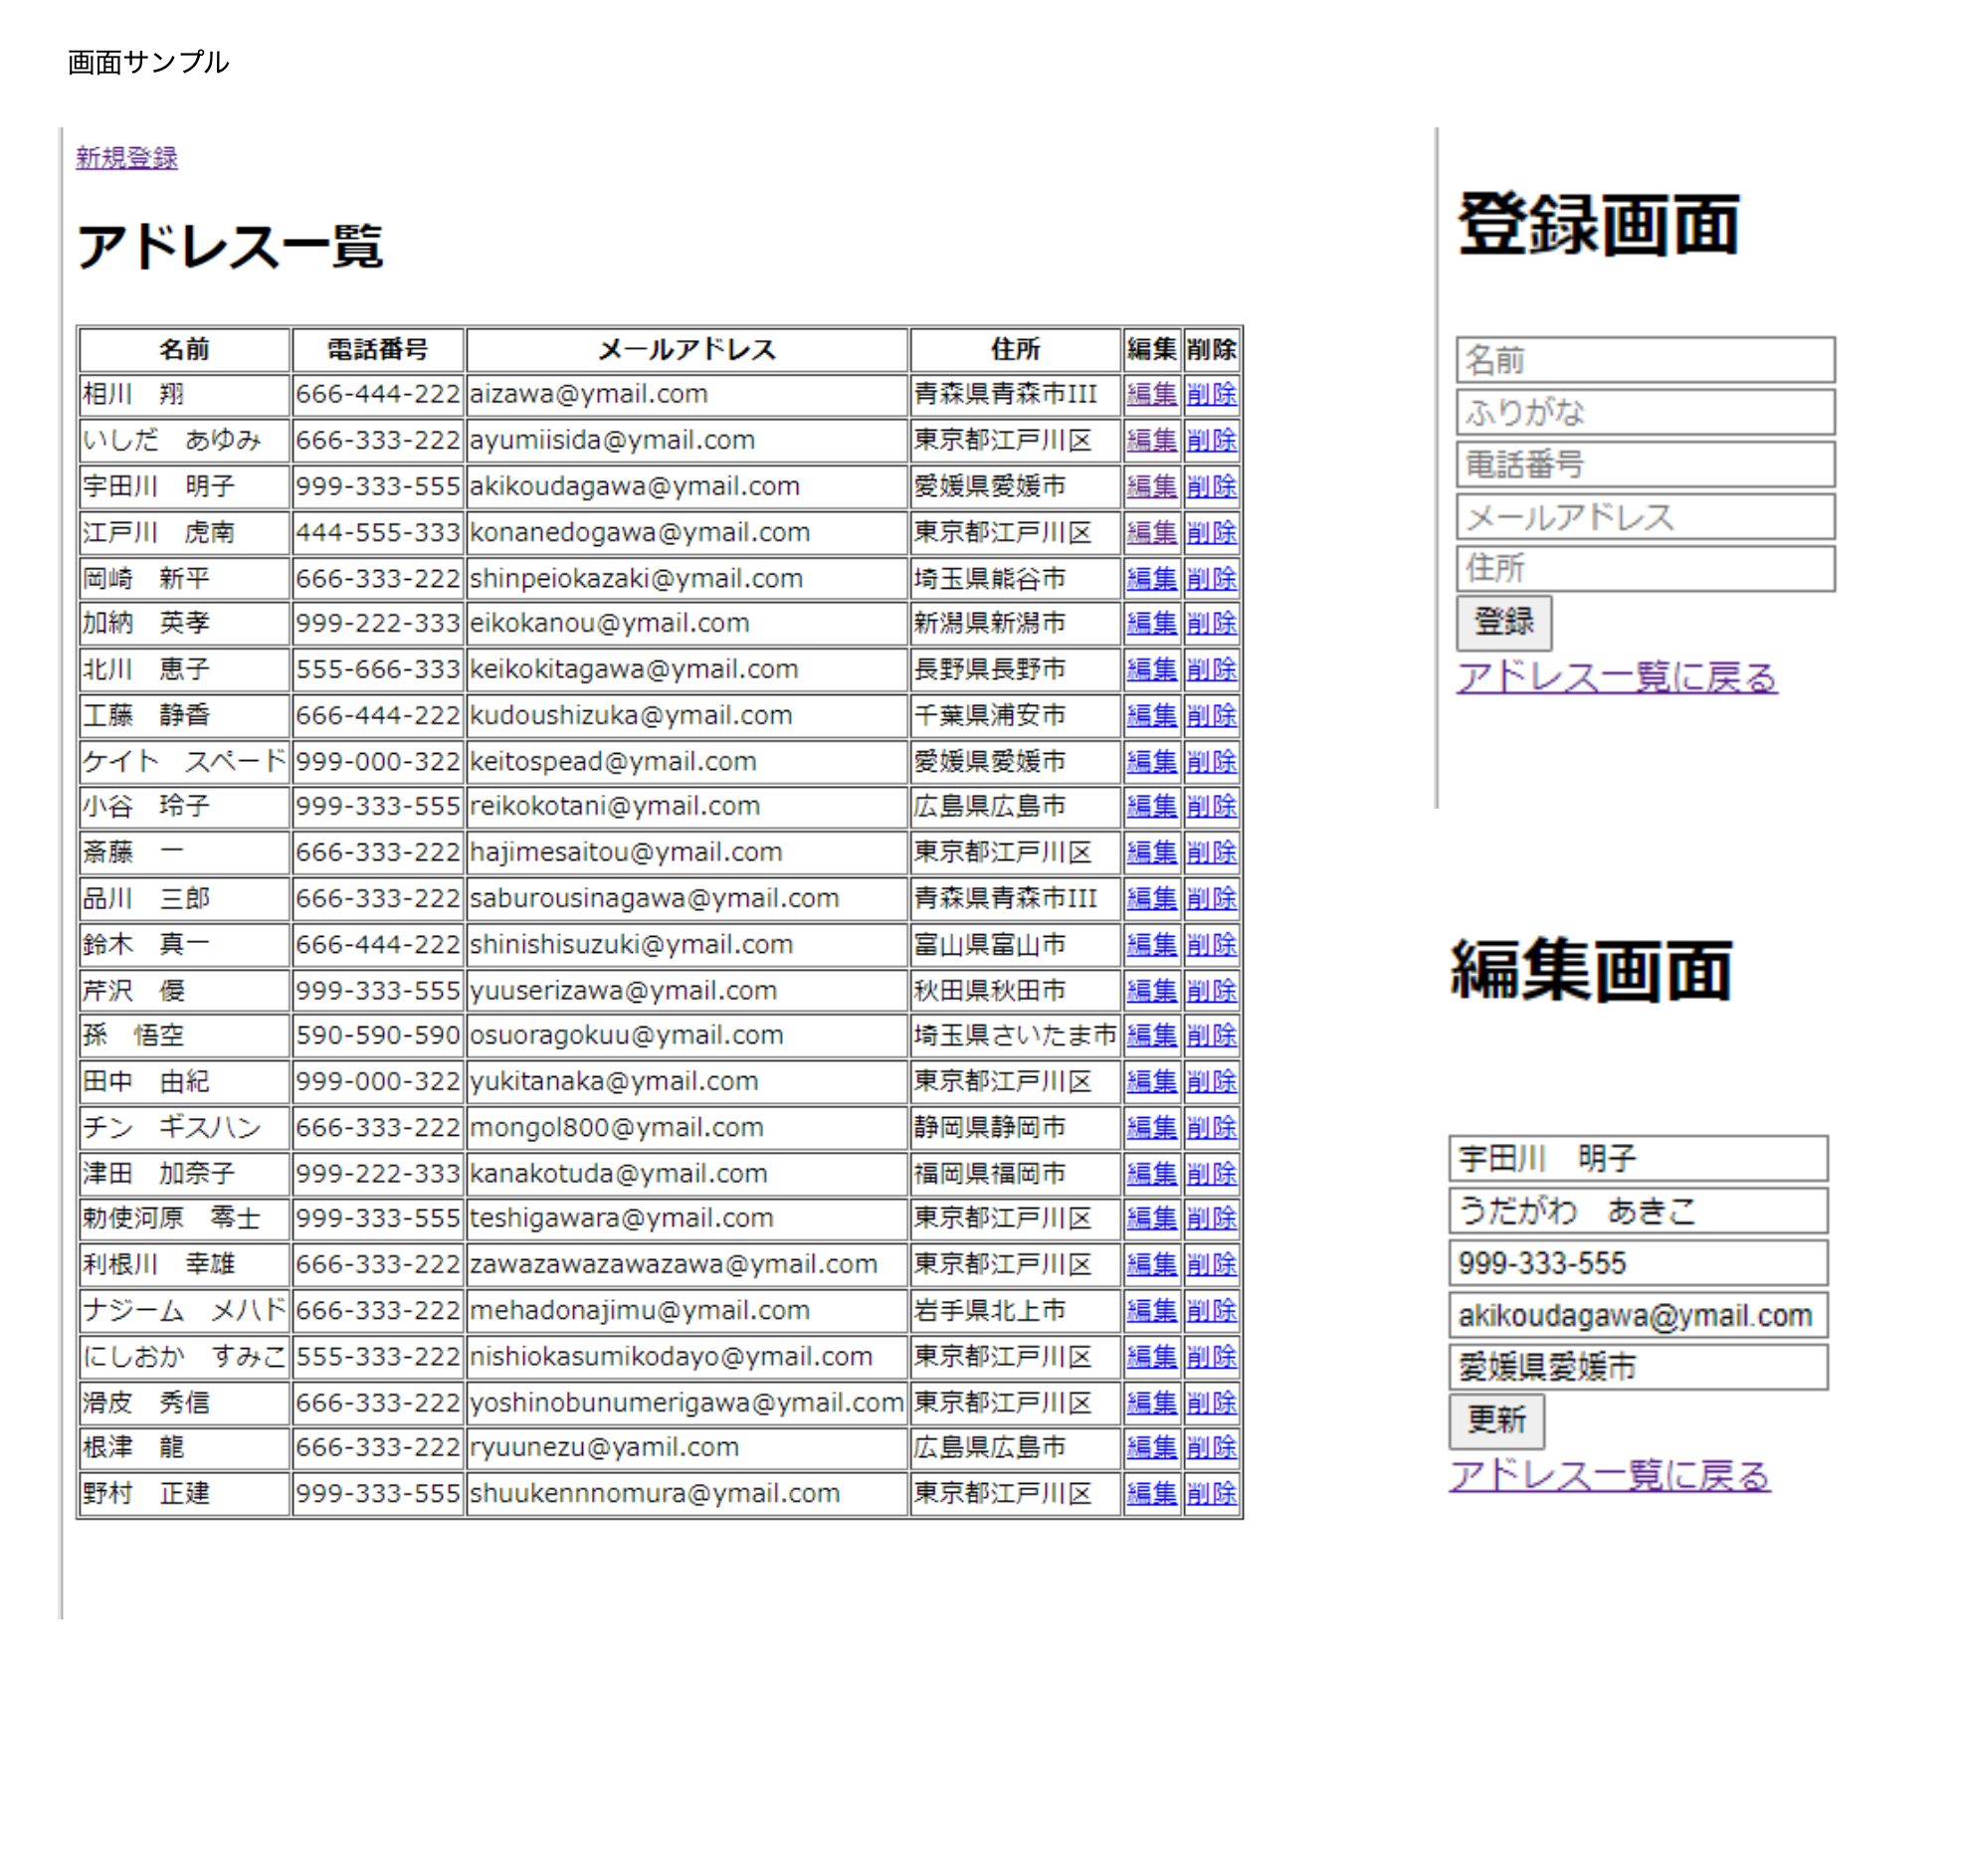 画面サンプル
新規登録
アドレス一覧
名前 電話番号 メールアドレス 住所 編集 削除
相川　翔 666-444-222 aizawa@ymail.com 青森県青森市III 編集 削除
いしだ　あゆみ 666-333-222 ayumiisida@ymail.com 東京都江戸川区 編集 削除
宇田川　明子 999-333-555 akikoudagawa@ymail.com 愛媛県愛媛市 編集 削除
江戸川　虎南 444-555-333 konanedogawa@ymail.com 東京都江戸川区 編集 削除
岡崎　新平 666-333-222 shinpeiokazaki@ymail.com 埼玉県熊谷市 編集 削除
加納　英孝 999-222-333 eikokanou@ymail.com 新潟県新潟市 編集 削除
北川　恵子 555-666-333 keikokitagawa@ymail.com 長野県長野市 編集 削除
工藤　静香 666-444-222 kudoushizuka@ymail.com 千葉県浦安市 編集 削除
ケイト　スペード 999-000-322 keitospead@ymail.com 愛媛県愛媛市 編集 削除
小谷　玲子 999-333-555 reikokotani@ymail.com 広島県広島市 編集 削除
斎藤　一 666-333-222 hajimesaitou@ymail.com 東京都江戸川区 編集 削除
品川　三郎 666-333-222 saburousinagawa@ymail.com 青森県青森市III 編集 削除
鈴木　真一 666-444-222 shinishisuzuki@ymail.com 富山県富山市 編集 削除
芹沢　優 999-333-555 yuuserizawa@ymail.com 秋田県秋田市 編集 削除
孫　悟空 590-590-590 osuoragokuu@ymail.com 埼玉県さいたま市 編集 削除
田中　由紀 999-000-322 yukitanaka@ymail.com 東京都江戸川区 編集 削除
チン　ギスハン 666-333-222 mongol800@ymail.com 静岡県静岡市 編集 削除
津田　加奈子 999-222-333 kanakotuda@ymail.com 福岡県福岡市 編集 削除
勅使河原　零士 999-333-555 teshigawara@ymail.com 東京都江戸川区 編集 削除
利根川　幸雄 666-333-222 zawazawazawazawa@ymail.com 東京都江戸川区 編集 削除
ナジーム　メハド 666-333-222 mehadonajimu@ymail.com 岩手県北上市 編集 削除
にしおか　すみこ 555-333-222 nishiokasumikodayo@ymail.com 東京都江戸川区 編集 削除
滑皮　秀信 666-333-222 yoshinobunumerigawa@ymail.com 東京都江戸川区 編集 削除
根津　龍 666-333-222 ryuunezu@yamil.com 広島県広島市 編集 削除
野村　正建 999-333-555 shuukennnomura@ymail.com 東京都江戸川区 編集 削除
登録画面
名前
ふりがな
電話番号
メールアドレス
住所
登録
アドレス一覧に戻る
編集画面
宇田川　明子
うだがわ　あきこ
999-333-555
akikoudagawa@ymail.com
愛媛県愛媛市
更新
アドレス一覧に戻る